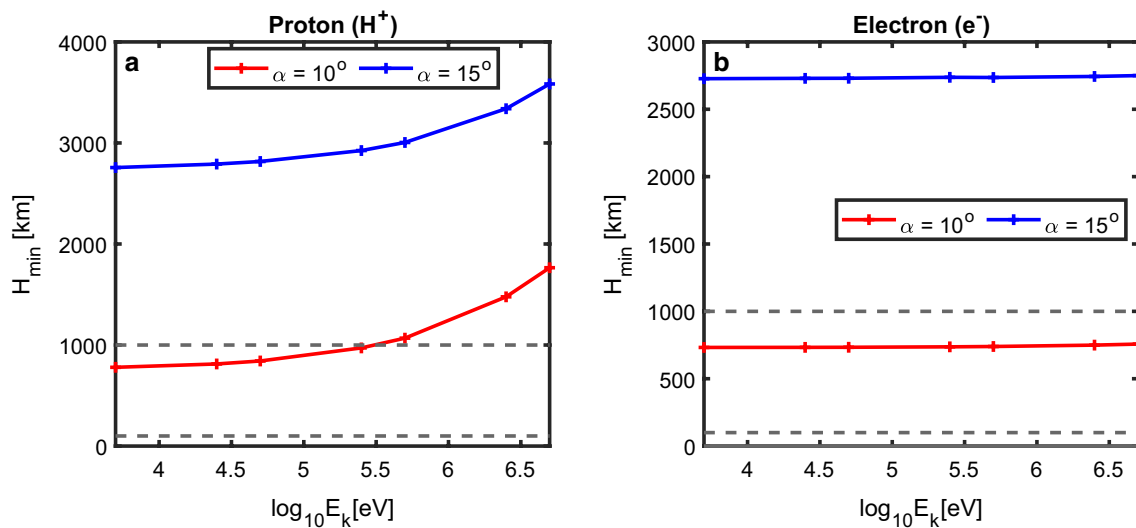 Proton (H⁺)
a
α = 10° α = 15°
4000
3000
2000
1000
0
H_min [km]
4 4.5 5 5.5 6 6.5
log₁₀E_k[eV]
Electron (e⁻)
b
α = 10° α = 15°
3000
2500
2000
1500
1000
500
0
H_min [km]
4 4.5 5 5.5 6 6.5
log₁₀E_k[eV]